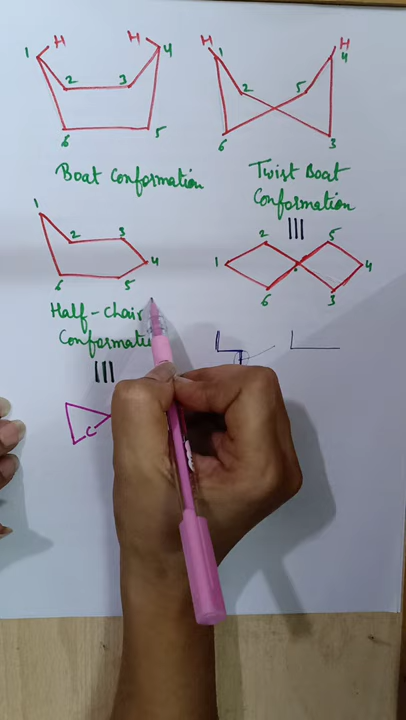 H H
1 4
2 3
6 5
Boat Conformation
H H
1 4
2 5
6 3
Twist Boat
Conformation
1 2 3
4
6 5
Half-Chair
2 5
1 4
6 3
C